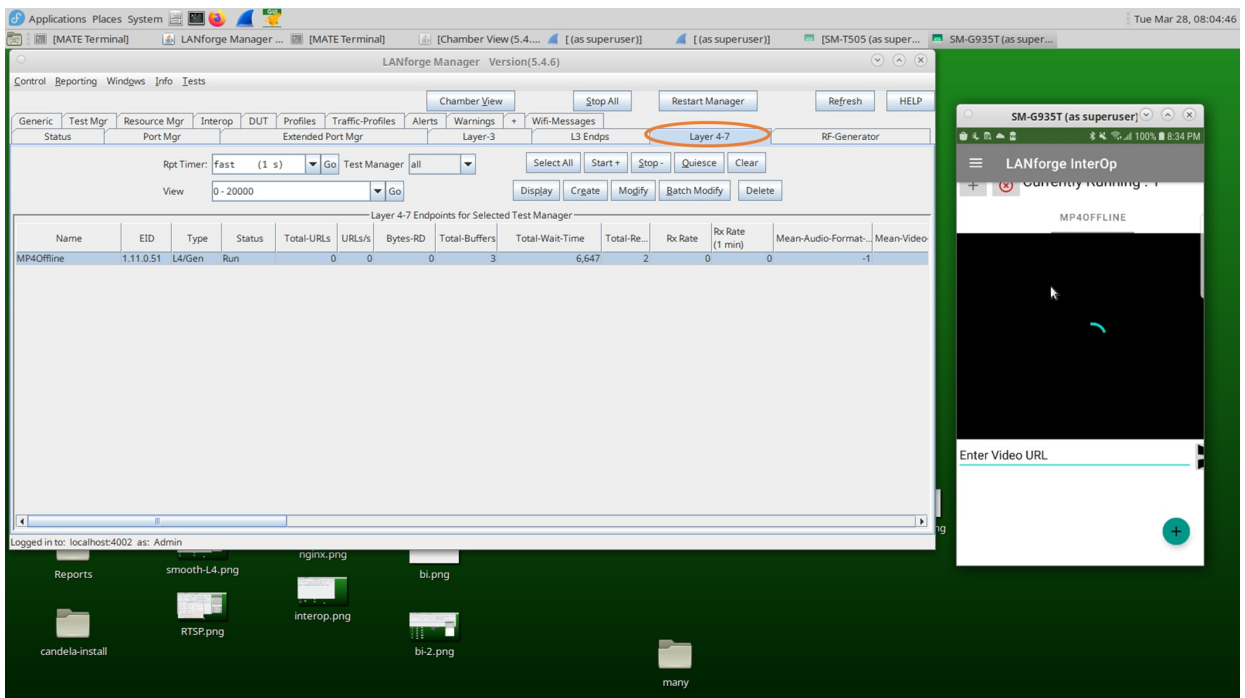 Applications Places System
Tue Mar 28, 08:04:46
[MATE Terminal] LANforge Manager ... [MATE Terminal] [Chamber View (5.4.... [ (as superuser)] [ (as superuser)] [SM-T505 (as super... SM-G935T (as super...
LANforge Manager Version(5.4.6)
Control Reporting Windows Info Tests
Chamber View Stop All Restart Manager Refresh HELP
Generic Test Mgr Resource Mgr Interop DUT Profiles Traffic-Profiles Alerts Warnings + Wifi-Messages
Status Port Mgr Extended Port Mgr Layer-3 L3 Endps Layer 4-7 RF-Generator
Rpt Timer: fast (1 s) Go Test Manager all Select All Start + Stop - Quiesce Clear
View 0 - 20000 Go Display Create Modify Batch Modify Delete
Layer 4-7 Endpoints for Selected Test Manager
Name EID Type Status Total-URLs URLs/s Bytes-RD Total-Buffers Total-Wait-Time Total-Re... Rx Rate Rx Rate (1 min) Mean-Audio-Format-... Mean-Video-
MP4Offline 1.11.0.51 L4/Gen Run 0 0 0 3 6,647 2 0 0 -1
Logged in to: localhost:4002 as: Admin
SM-G935T (as superuser)
100% 8:34 PM
LANforge InterOp
Currently Running : 1
MP4OFFLINE
Enter Video URL
+
Reports
smooth-L4.png
nginx.png
bi.png
ng
candela-install
RTSP.png
interop.png
bi-2.png
many